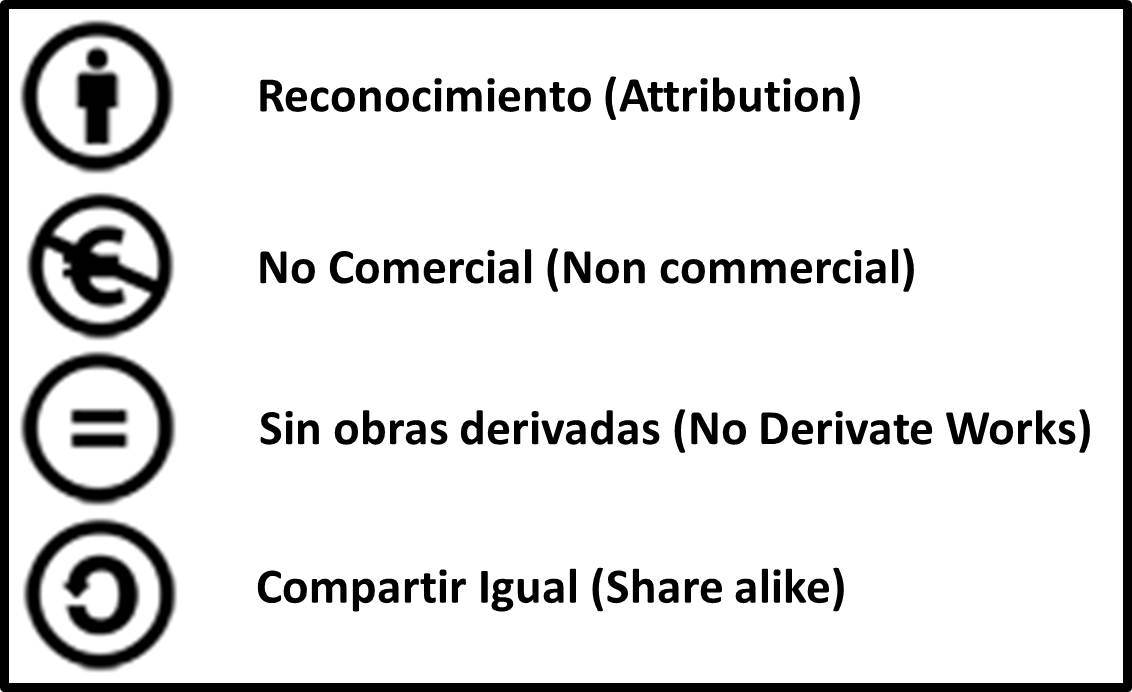 Reconocimiento (Attribution)
No Comercial (Non commercial)
Sin obras derivadas (No Derivate Works)
Compartir Igual (Share alike)